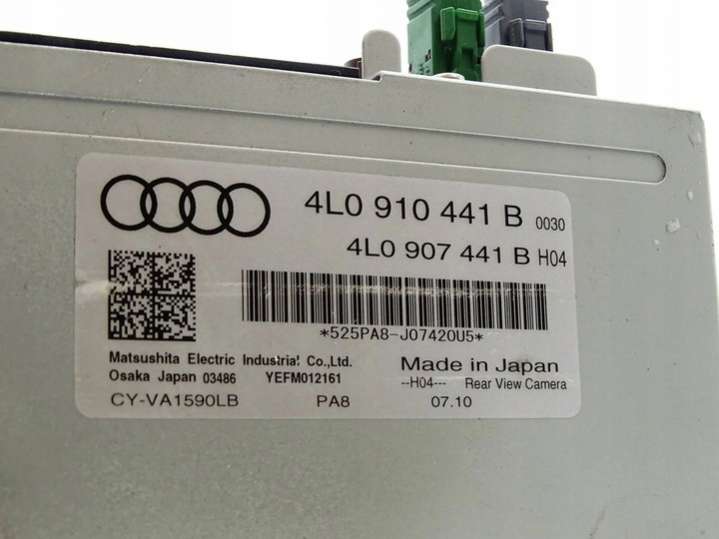 4L0 910 441 B 0030
4L0 907 441 B H04
*525PA8-J07420U5*
Matsushita Electric Industrial Co.,Ltd.
Osaka Japan 03486 YEFM012161
Made in Japan
--H04--- Rear View Camera
CY-VA1590LB PA8 07.10